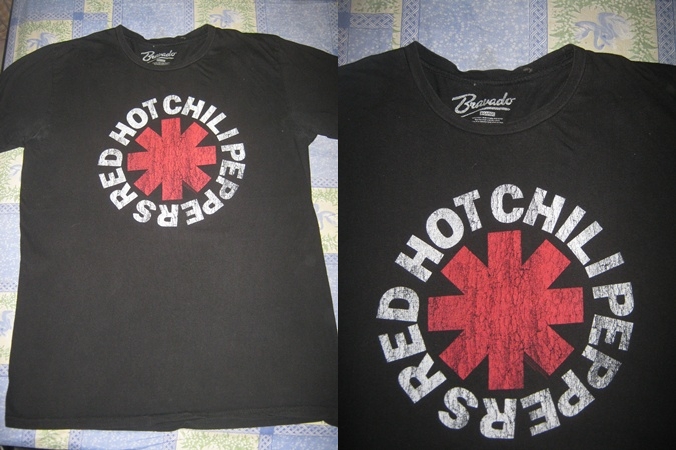 Bravado
RED HOT CHILI PEPPERS
Bravado
RED HOT CHILI PEPPERS